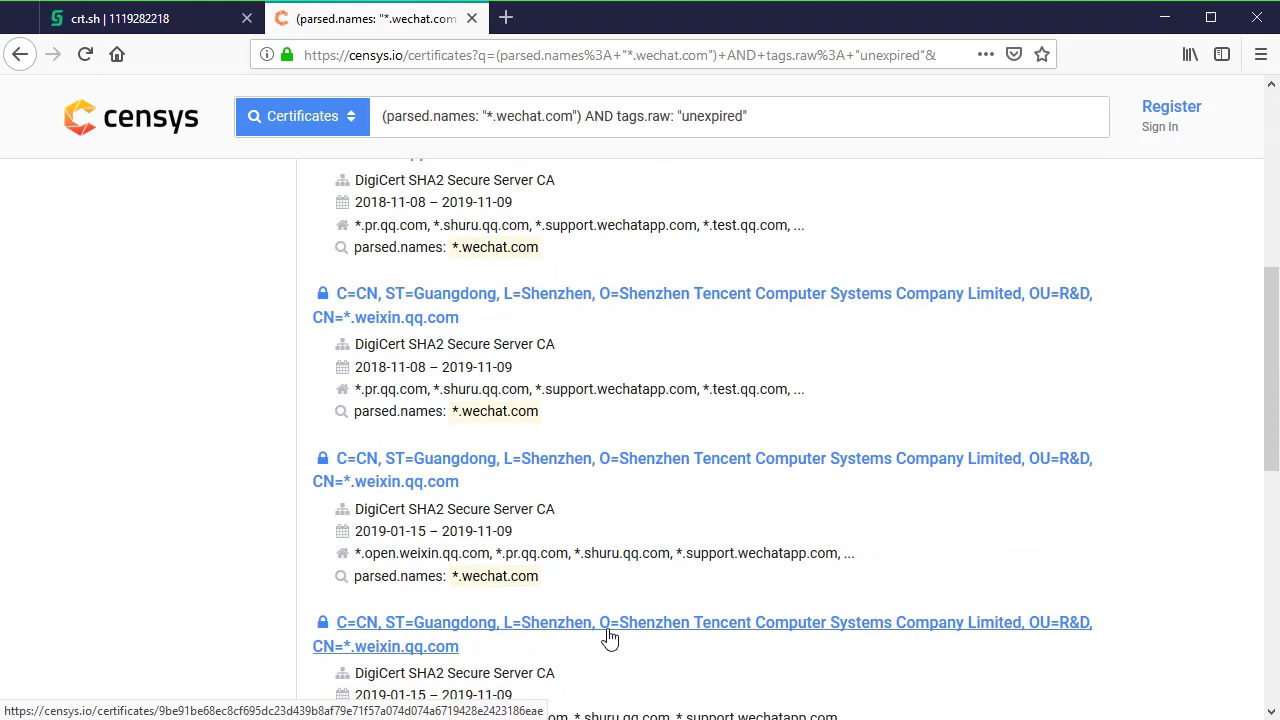 crt.sh | 1119282218
(parsed.names: "*.wechat.com
https://censys.io/certificates?q=(parsed.names%3A+"*.wechat.com")+AND+tags.raw%3A+"unexpired"&
censys
Certificates
(parsed.names: "*.wechat.com") AND tags.raw: "unexpired"
Register
Sign In
DigiCert SHA2 Secure Server CA
2018-11-08 – 2019-11-09
*.pr.qq.com, *.shuru.qq.com, *.support.wechatapp.com, *.test.qq.com, ...
parsed.names: *.wechat.com
C=CN, ST=Guangdong, L=Shenzhen, O=Shenzhen Tencent Computer Systems Company Limited, OU=R&D,
CN=*.weixin.qq.com
DigiCert SHA2 Secure Server CA
2018-11-08 – 2019-11-09
*.pr.qq.com, *.shuru.qq.com, *.support.wechatapp.com, *.test.qq.com, ...
parsed.names: *.wechat.com
C=CN, ST=Guangdong, L=Shenzhen, O=Shenzhen Tencent Computer Systems Company Limited, OU=R&D,
CN=*.weixin.qq.com
DigiCert SHA2 Secure Server CA
2019-01-15 – 2019-11-09
*.open.weixin.qq.com, *.pr.qq.com, *.shuru.qq.com, *.support.wechatapp.com, ...
parsed.names: *.wechat.com
C=CN, ST=Guangdong, L=Shenzhen, O=Shenzhen Tencent Computer Systems Company Limited, OU=R&D,
CN=*.weixin.qq.com
DigiCert SHA2 Secure Server CA
2019-01-15 – 2019-11-09
https://censys.io/certificates/9be91be68ec8cf695dc23d439b8af79e71f57a074d074a6719428e2423186eae
com, *.shuru.qq.com, *.support.wechatapp.com